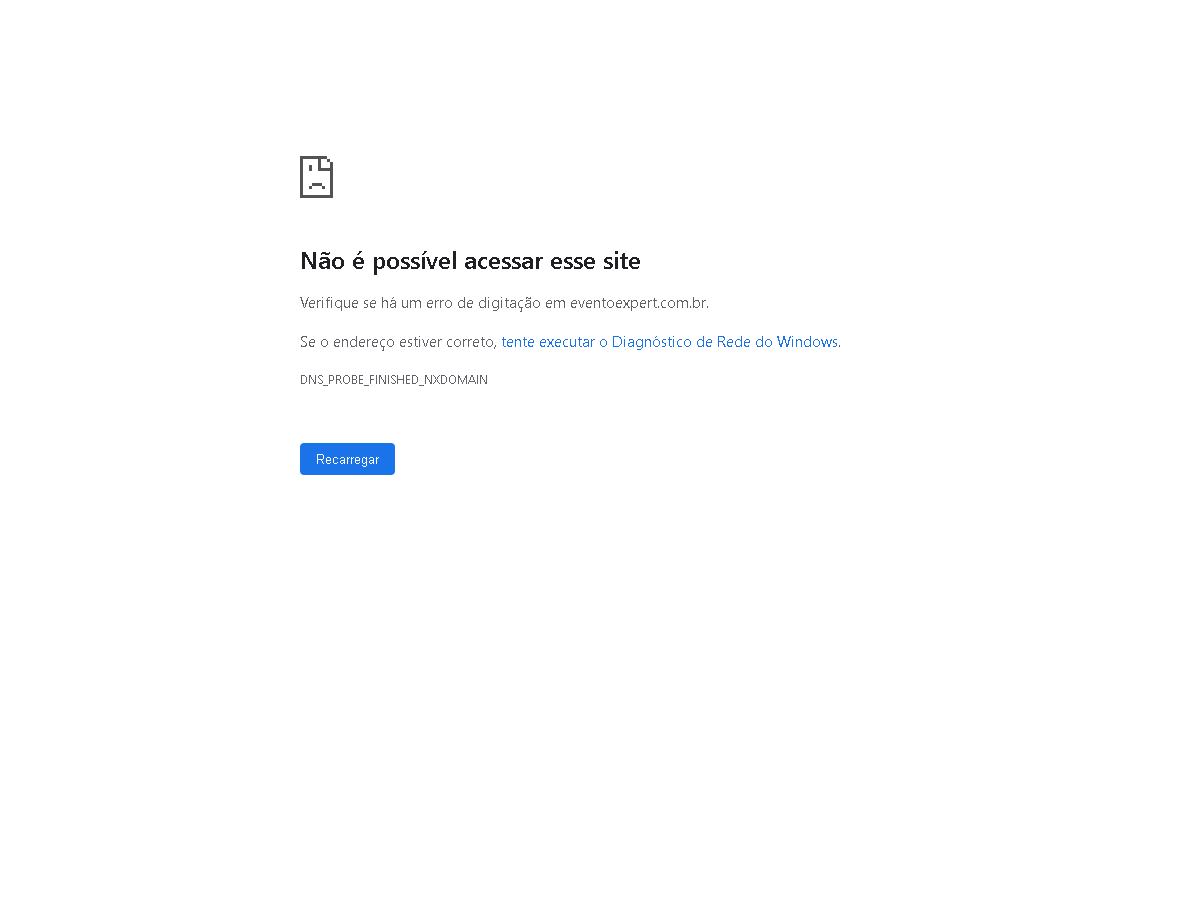 Não é possível acessar esse site
Verifique se há um erro de digitação em eventoexpert.com.br.
Se o endereço estiver correto, tente executar o Diagnóstico de Rede do Windows.
DNS_PROBE_FINISHED_NXDOMAIN
Recarregar